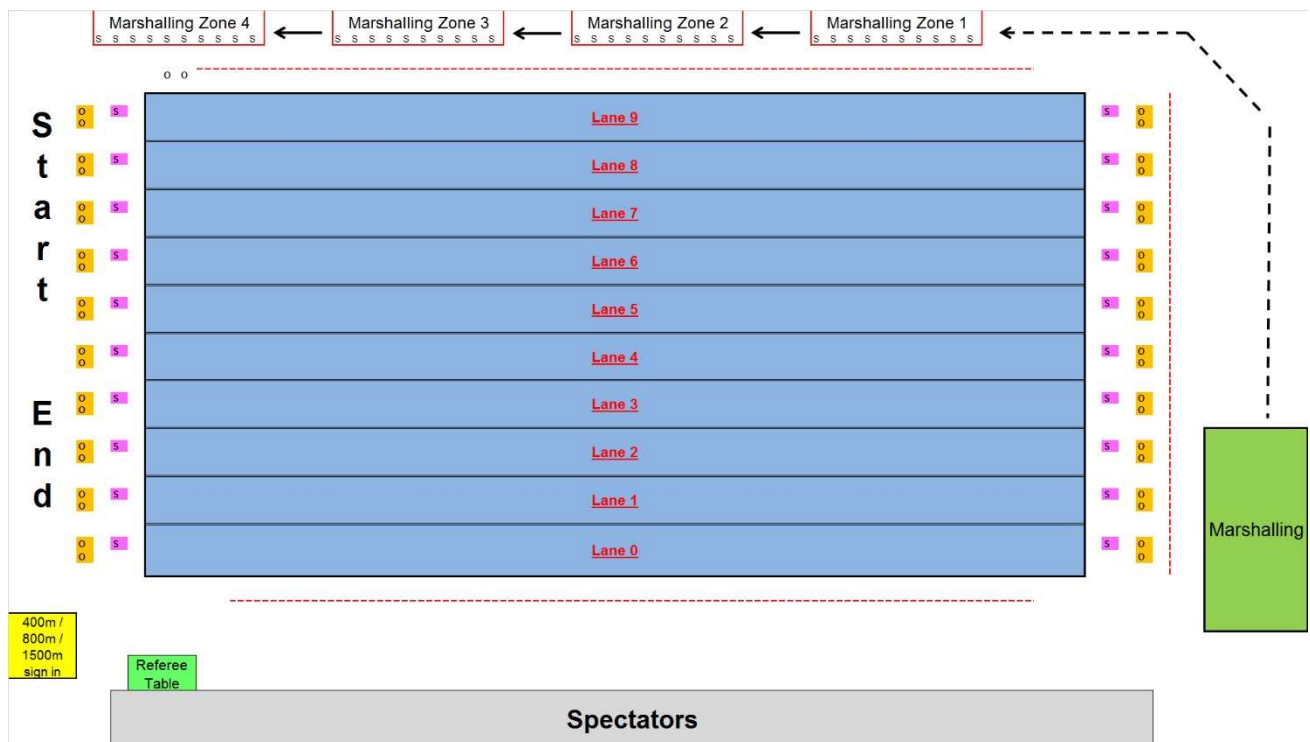 Marshalling Zone 4
S S S S S S S S S S
Marshalling Zone 3
S S S S S S S S S S
Marshalling Zone 2
S S S S S S S S S S
Marshalling Zone 1
S S S S S S S S S S
o o
Start End
o S Lane 9 S o
o o
o S Lane 8 S o
o o
o S Lane 7 S o
o o
o S Lane 6 S o
o o
o S Lane 5 S o
o o
o S Lane 4 S o
o o
o S Lane 3 S o
o o
o S Lane 2 S o
o o
o S Lane 1 S o
o o
o S Lane 0 S o
o o
Marshalling
400m /
800m /
1500m
sign in
Referee
Table
Spectators